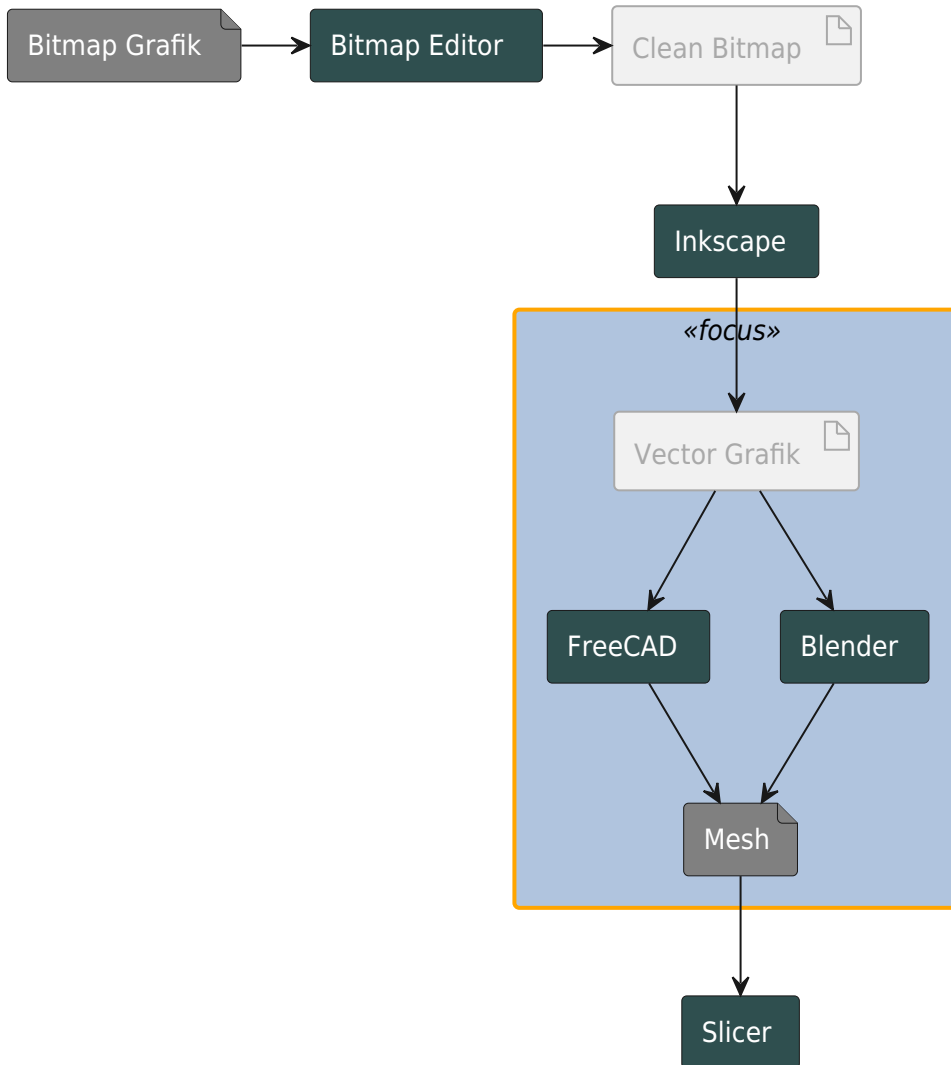 Bitmap Grafik
Bitmap Editor
Clean Bitmap
Inkscape
«focus»
Vector Grafik
FreeCAD
Blender
Mesh
Slicer